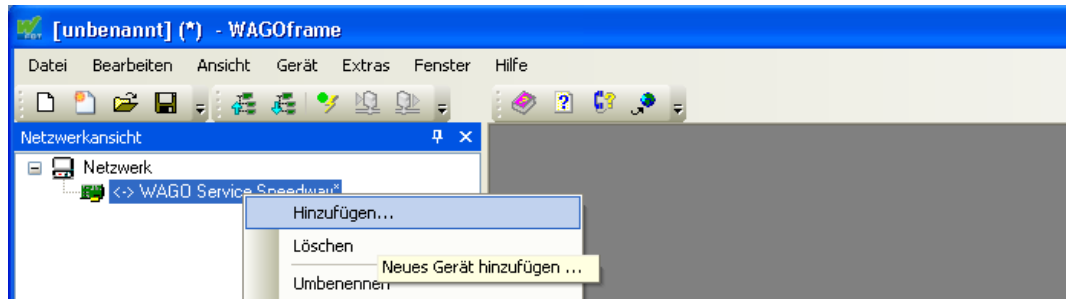 [unbenannt] (*) - WAGOframe
Datei Bearbeiten Ansicht Gerät Extras Fenster Hilfe
Netzwerkansicht
Netzwerk
<-> WAGO Service Speedway*
Hinzufügen...
Löschen
Neues Gerät hinzufügen ...
Umbenennen